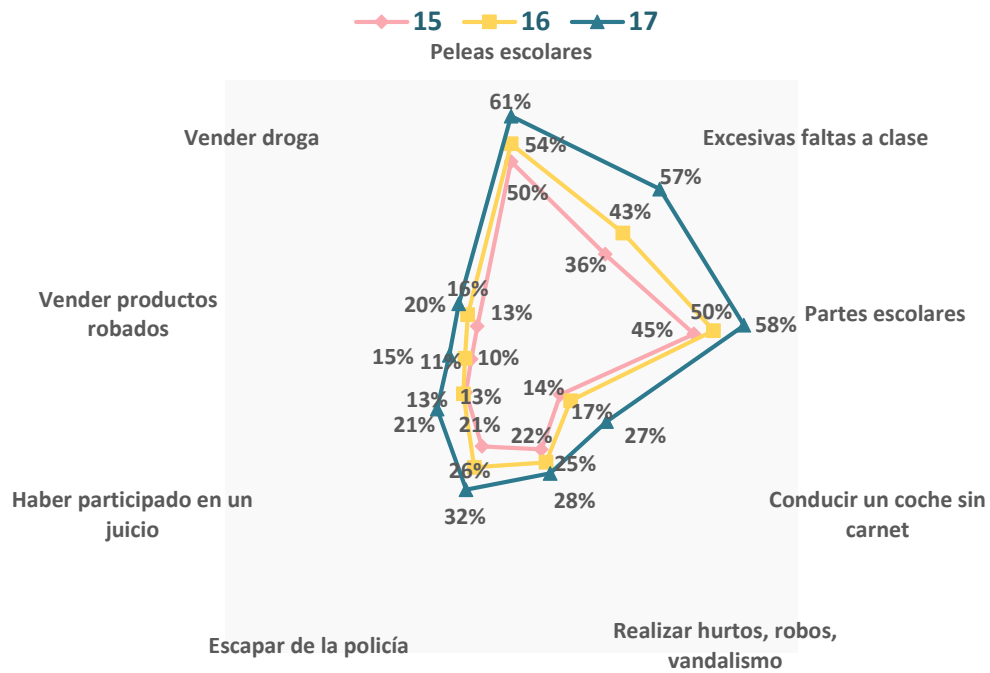 15 16 17
Peleas escolares
61%
Vender droga
Excesivas faltas a clase
54%
57%
50%
43%
36%
Vender productos
robados
16%
20%
13%
50%
45%
58%
Partes escolares
15%
11%
10%
14%
13%
13%
21%
21%
17%
22%
27%
26%
25%
32%
28%
Haber participado en un
juicio
Conducir un coche sin
carnet
Escapar de la policía
Realizar hurtos, robos,
vandalismo